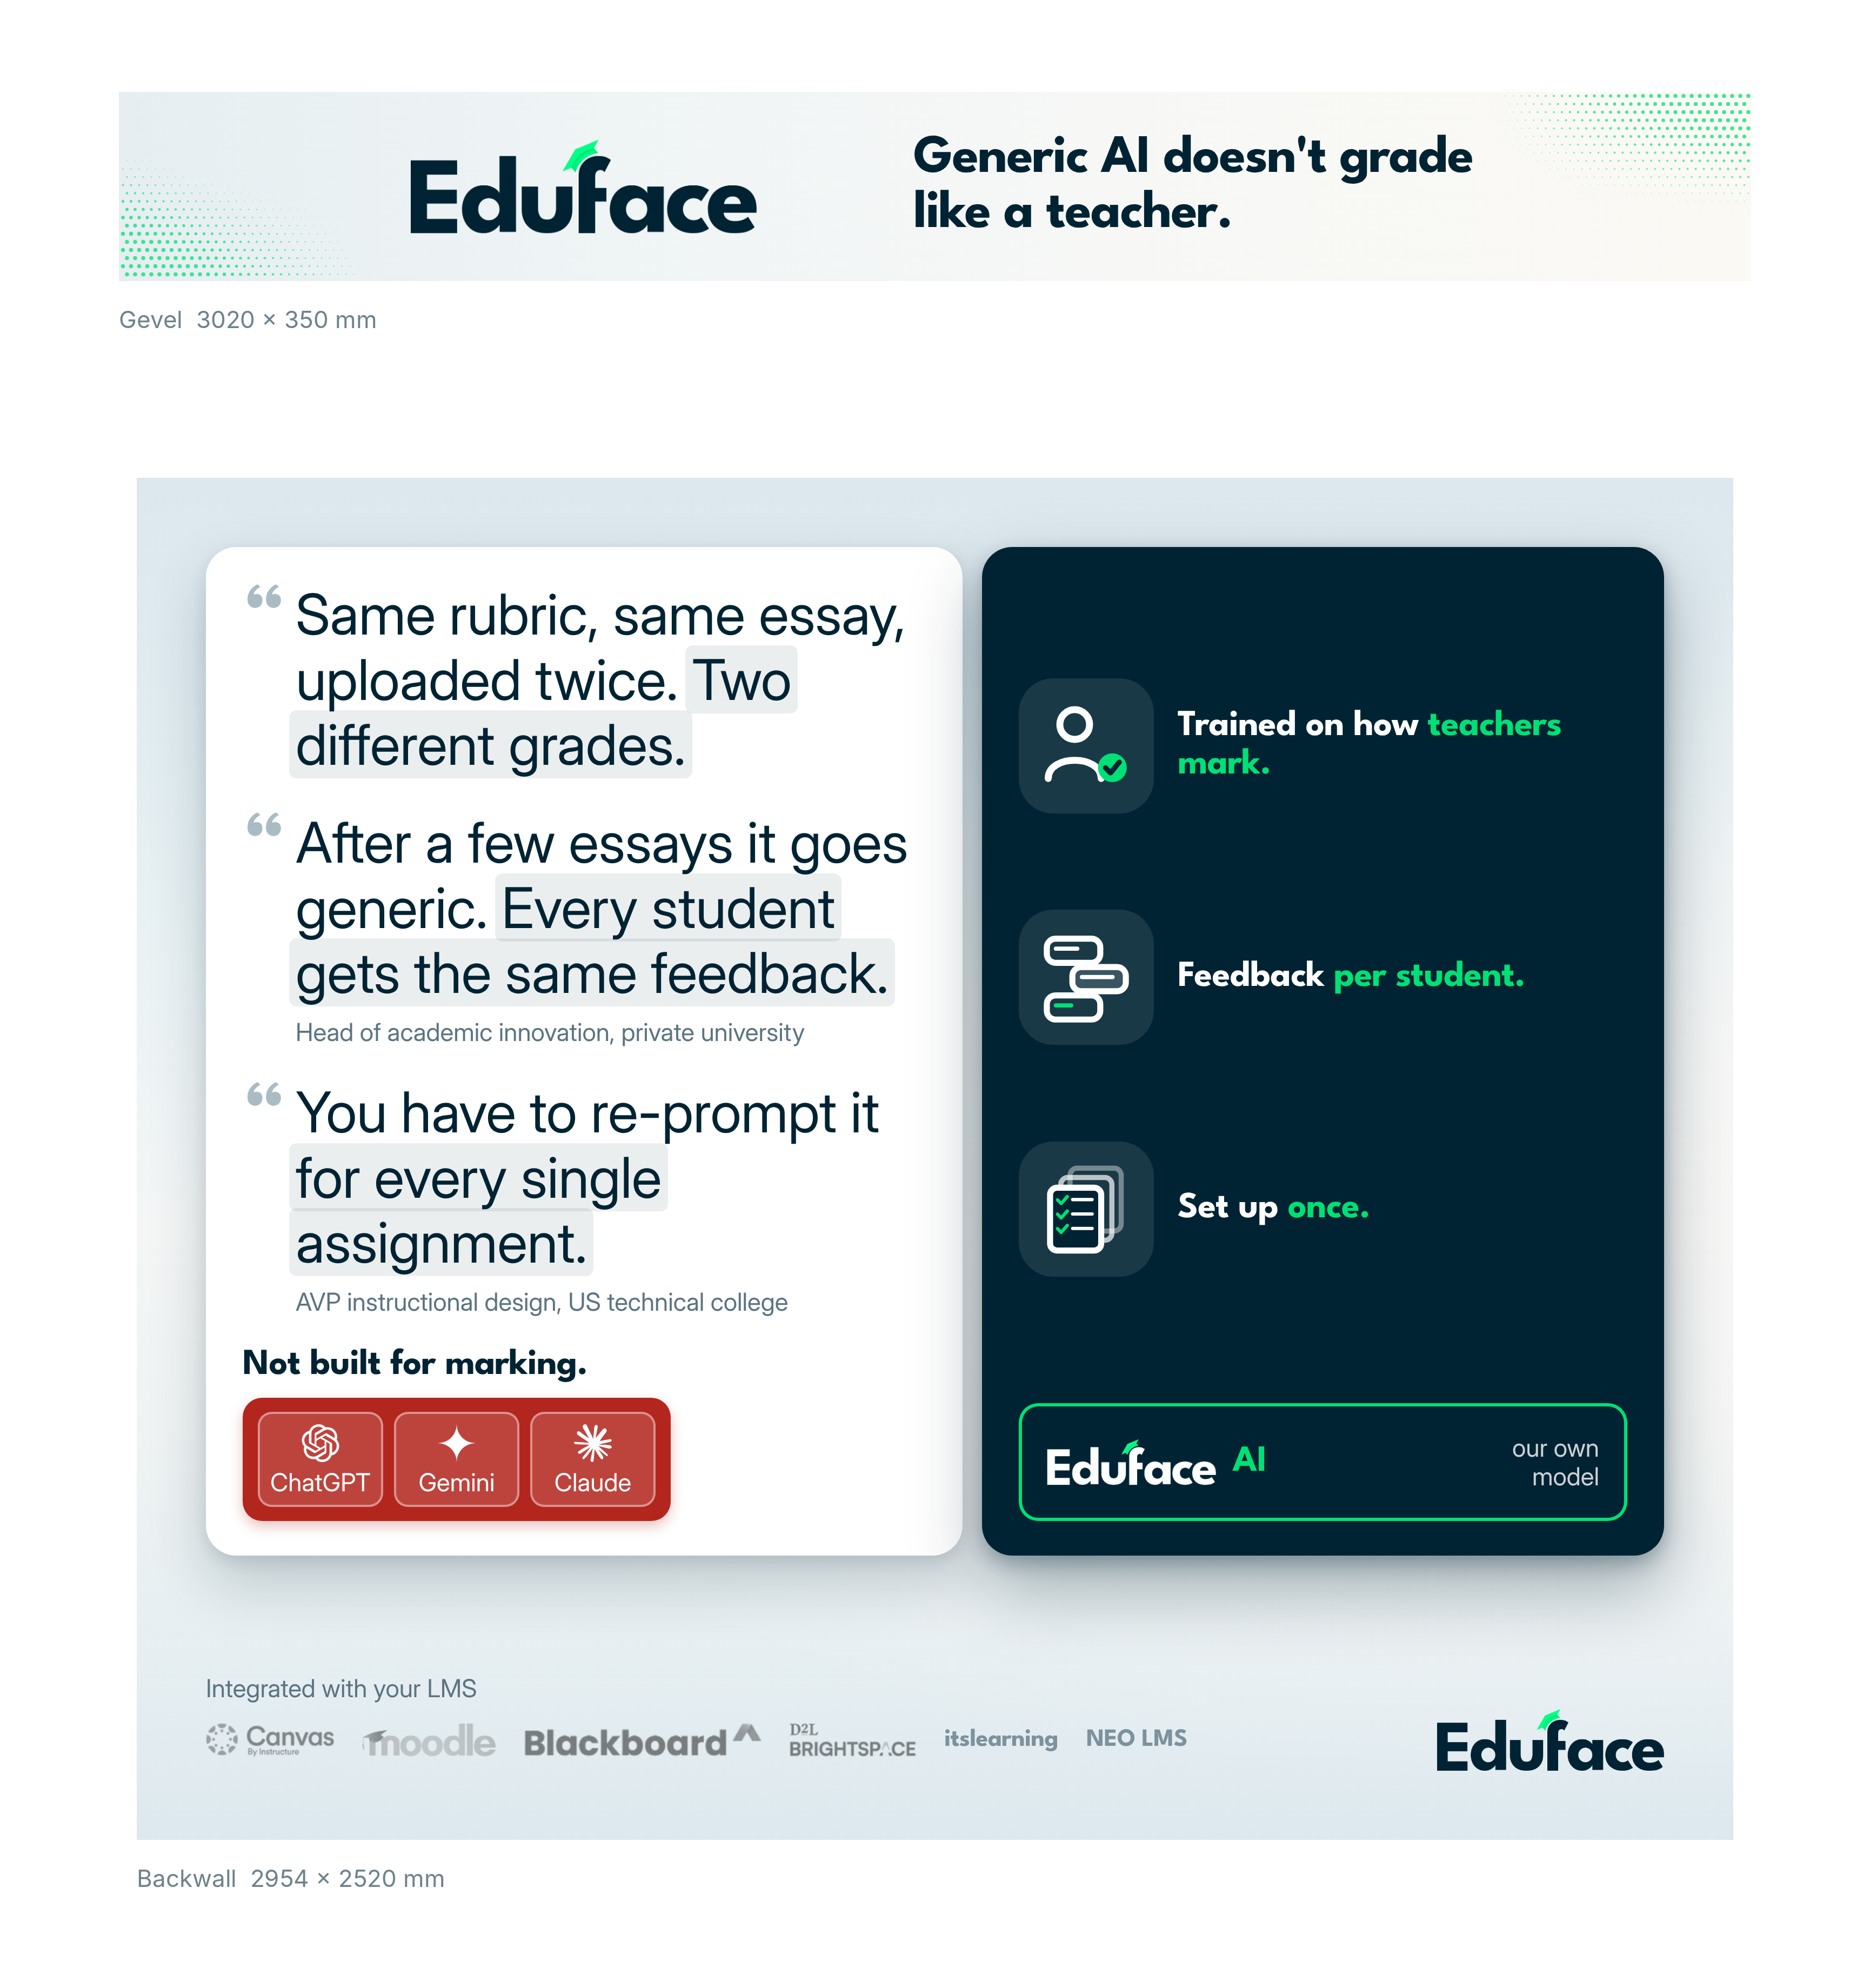 Eduface
Generic AI doesn't grade
like a teacher.
Gevel 3020 × 350 mm
“ Same rubric, same essay,
uploaded twice. Two
different grades.
“ After a few essays it goes
generic. Every student
gets the same feedback.
Head of academic innovation, private university
“ You have to re-prompt it
for every single
assignment.
AVP instructional design, US technical college
Not built for marking.
ChatGPT Gemini Claude
Trained on how teachers
mark.
Feedback per student.
Set up once.
Eduface AI
our own
model
Integrated with your LMS
Canvas
By Instructure
moodle
Blackboard
D2L
BRIGHTSPACE
itslearning
NEO LMS
Eduface
Backwall 2954 × 2520 mm